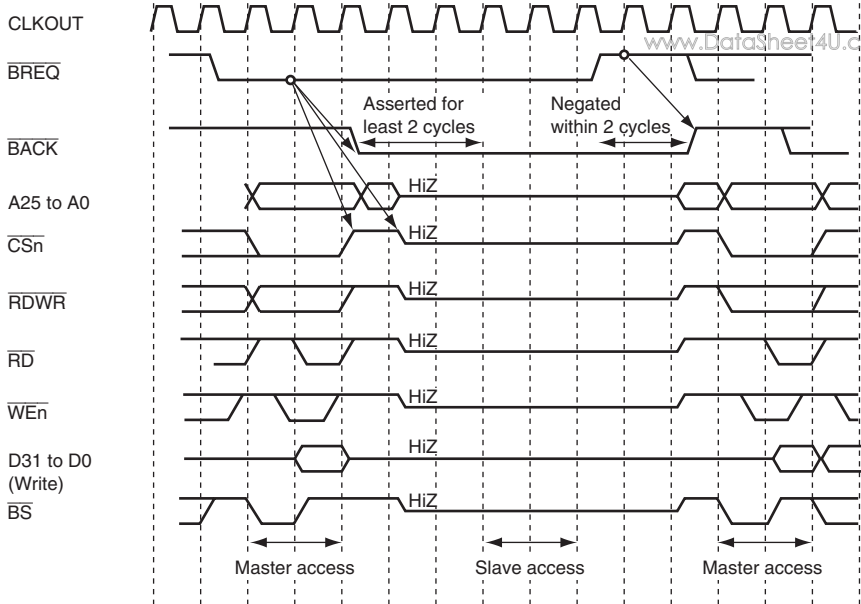 CLKOUT
www.DataSheet4U.c
BREQ
Asserted for
least 2 cycles
Negated
within 2 cycles
BACK
A25 to A0
HiZ
CSn
HiZ
RDWR
HiZ
RD
HiZ
WEn
HiZ
D31 to D0
(Write)
HiZ
BS
HiZ
Master access
Slave access
Master access